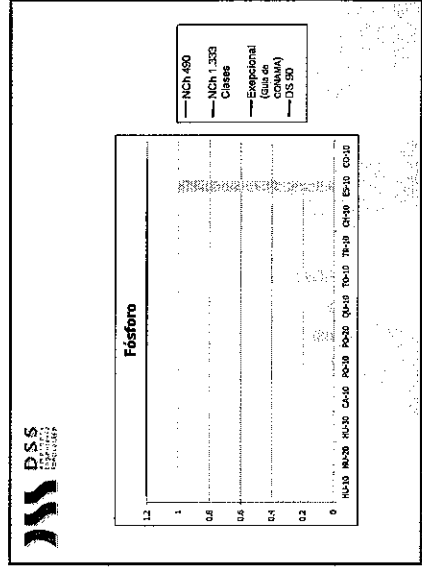 DSS
Fósforo
1.2
1
0.8
0.6
0.4
0.2
0
HU-10 HU-20 HU-30 CA-10 PO-10 PO-20 QU-10 TO-10 TR-10 CH-10 ES-10 CO-10
NCh 490
NCh 1.333
Clases
Exepcional
(Guía de
CONAMA)
DS 90